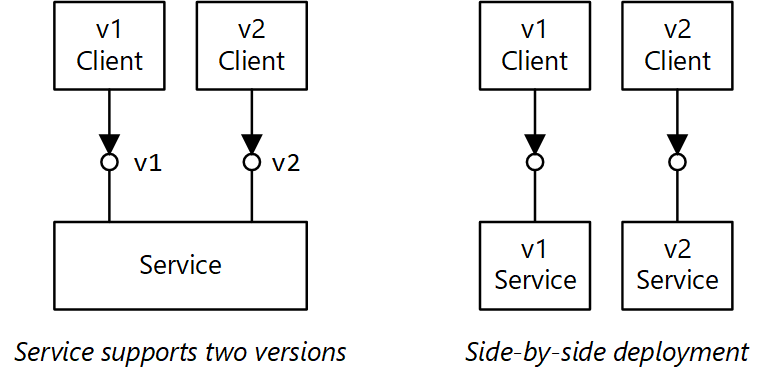 v1
Client
v2
Client
v1
v2
Service
Service supports two versions
v1
Client
v2
Client
v1
Service
v2
Service
Side-by-side deployment